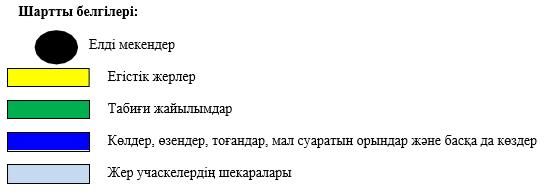 Шартты белгілері:
Елді мекендер
Егістік жерлер
Табиғи жайылымдар
Көлдер, өзендер, тоғандар, мал суаратын орындар және басқа да көздер
Жер учаскелердің шекаралары